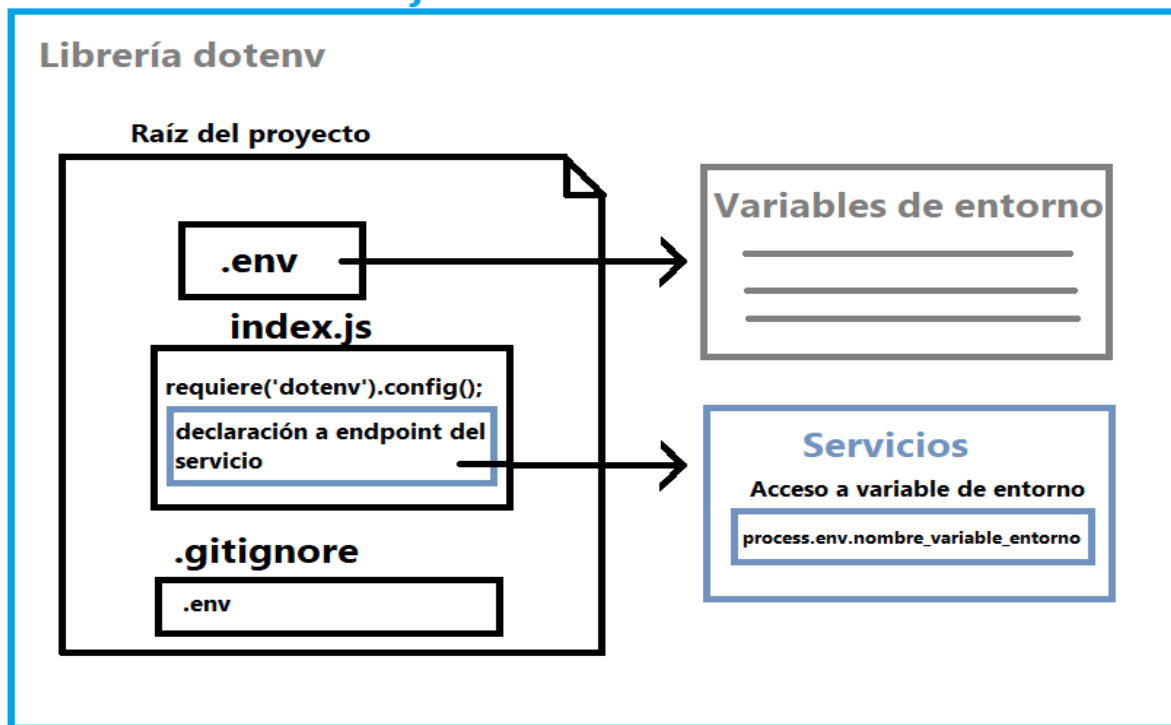 Librería dotenv
Raíz del proyecto
.env
Variables de entorno
index.js
requiere('dotenv').config();
declaración a endpoint del
servicio
Servicios
Acceso a variable de entorno
process.env.nombre_variable_entorno
.gitignore
.env